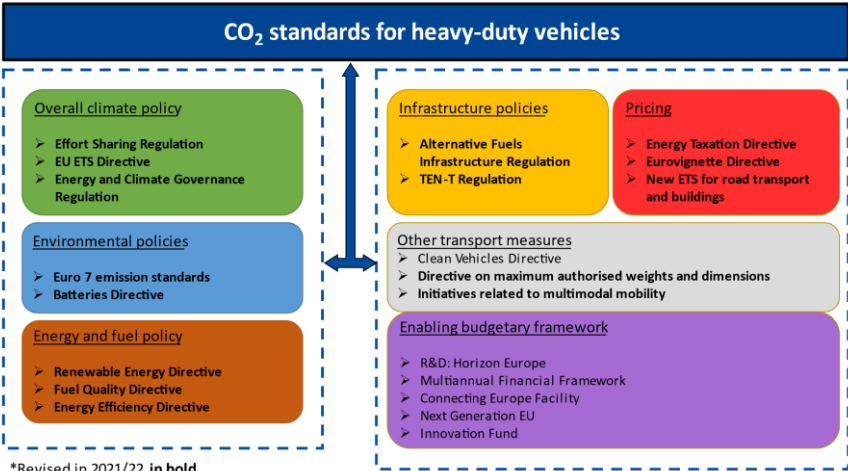 CO₂ standards for heavy-duty vehicles
Overall climate policy
➢ Effort Sharing Regulation
➢ EU ETS Directive
➢ Energy and Climate Governance
Regulation
Environmental policies
➢ Euro 7 emission standards
➢ Batteries Directive
Energy and fuel policy
➢ Renewable Energy Directive
➢ Fuel Quality Directive
➢ Energy Efficiency Directive
Infrastructure policies
➢ Alternative Fuels
Infrastructure Regulation
➢ TEN-T Regulation
Pricing
➢ Energy Taxation Directive
➢ Eurovignette Directive
➢ New ETS for road transport
and buildings
Other transport measures
➢ Clean Vehicles Directive
➢ Directive on maximum authorised weights and dimensions
➢ Initiatives related to multimodal mobility
Enabling budgetary framework
➢ R&D: Horizon Europe
➢ Multiannual Financial Framework
➢ Connecting Europe Facility
➢ Next Generation EU
➢ Innovation Fund
*Revised in 2021/22 in bold